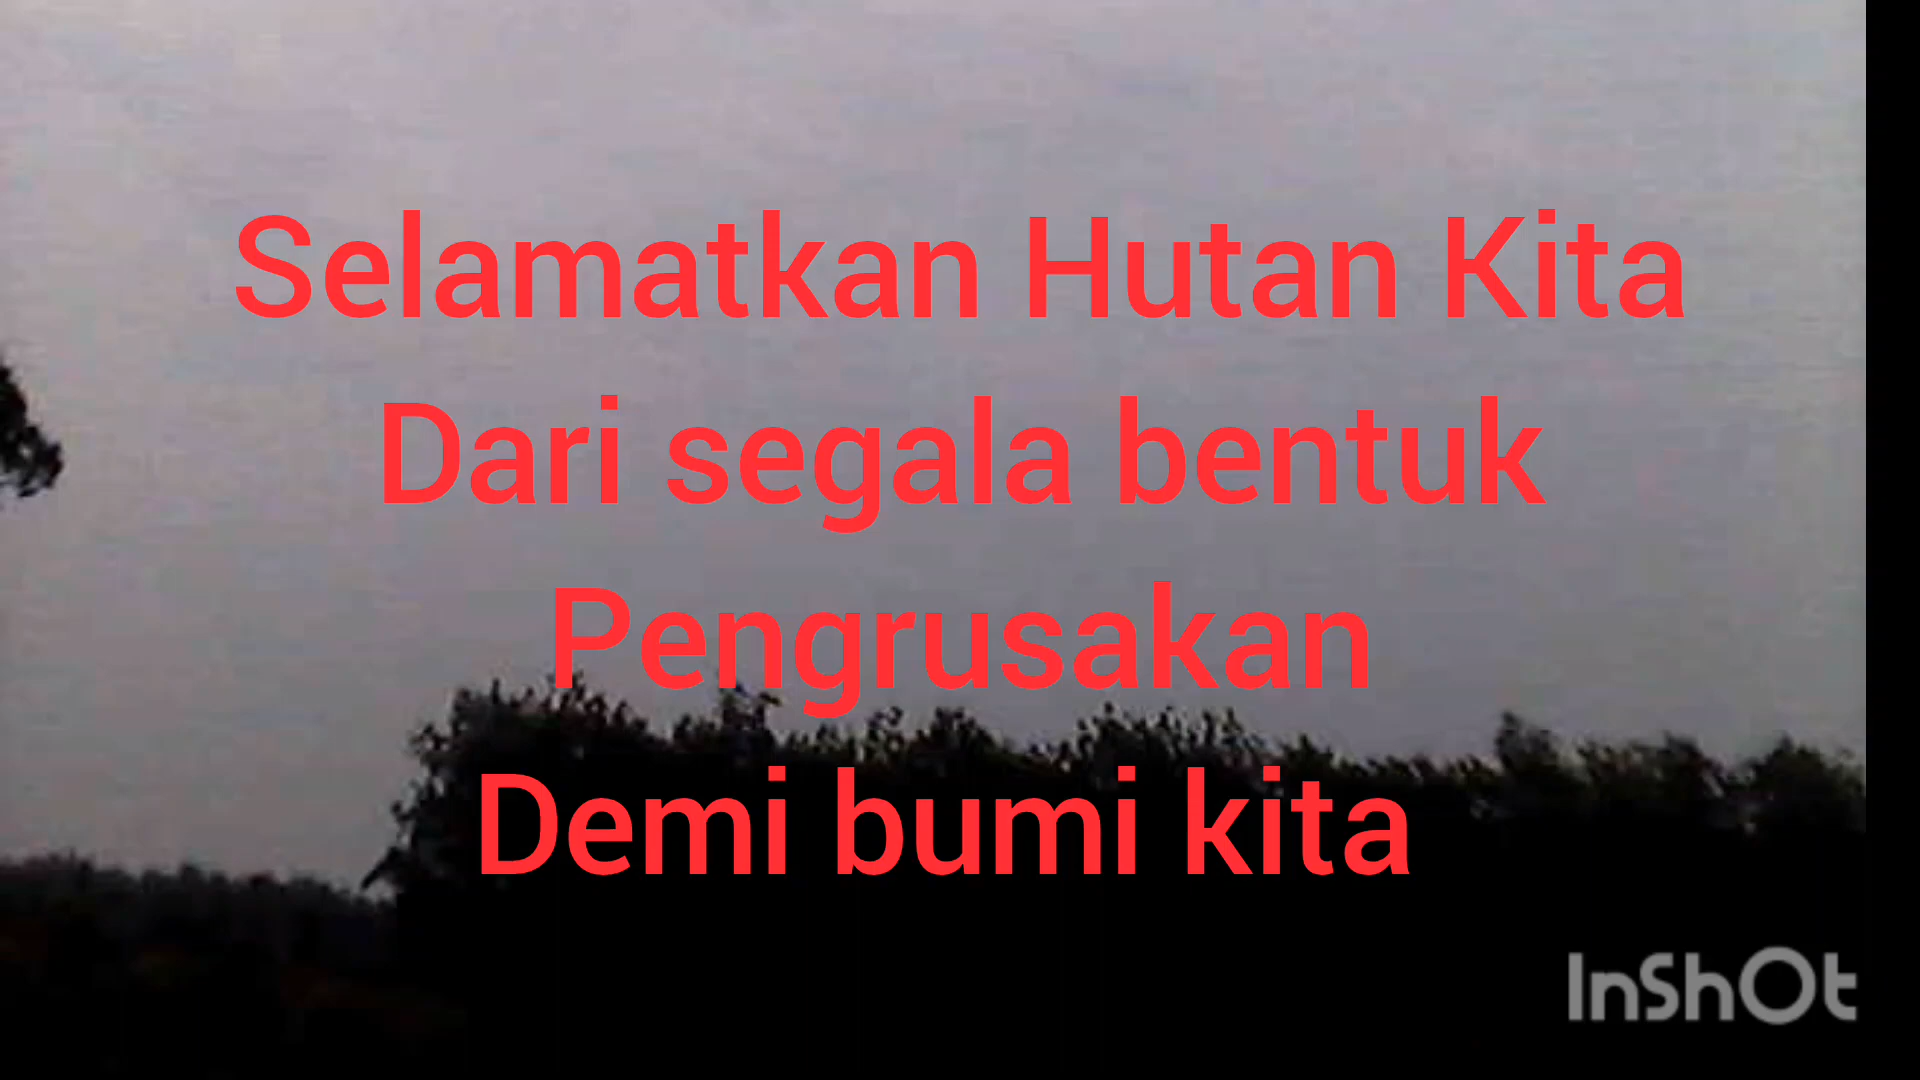 Selamatkan Hutan Kita
Dari segala bentuk
Pengrusakan
Demi bumi kita
InShOt